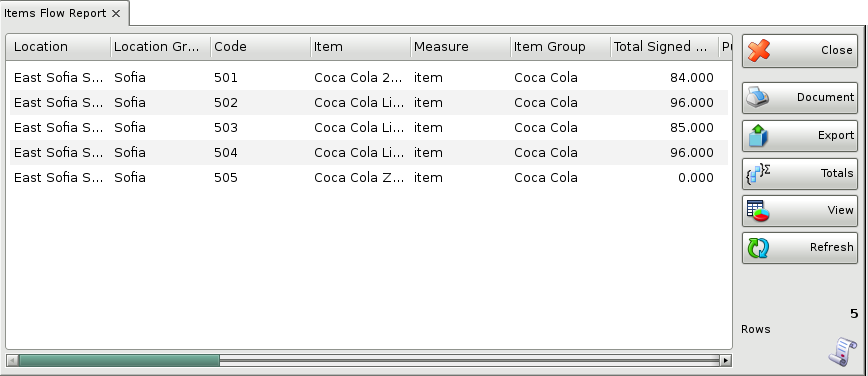 Items Flow Report
Location Location Gr... Code Item Measure Item Group Total Signed ...
East Sofia S... Sofia 501 Coca Cola 2... item Coca Cola 84.000
East Sofia S... Sofia 502 Coca Cola Li... item Coca Cola 96.000
East Sofia S... Sofia 503 Coca Cola Li... item Coca Cola 85.000
East Sofia S... Sofia 504 Coca Cola Li... item Coca Cola 96.000
East Sofia S... Sofia 505 Coca Cola Z... item Coca Cola 0.000
Close
Document
Export
Totals
View
Refresh
5
Rows